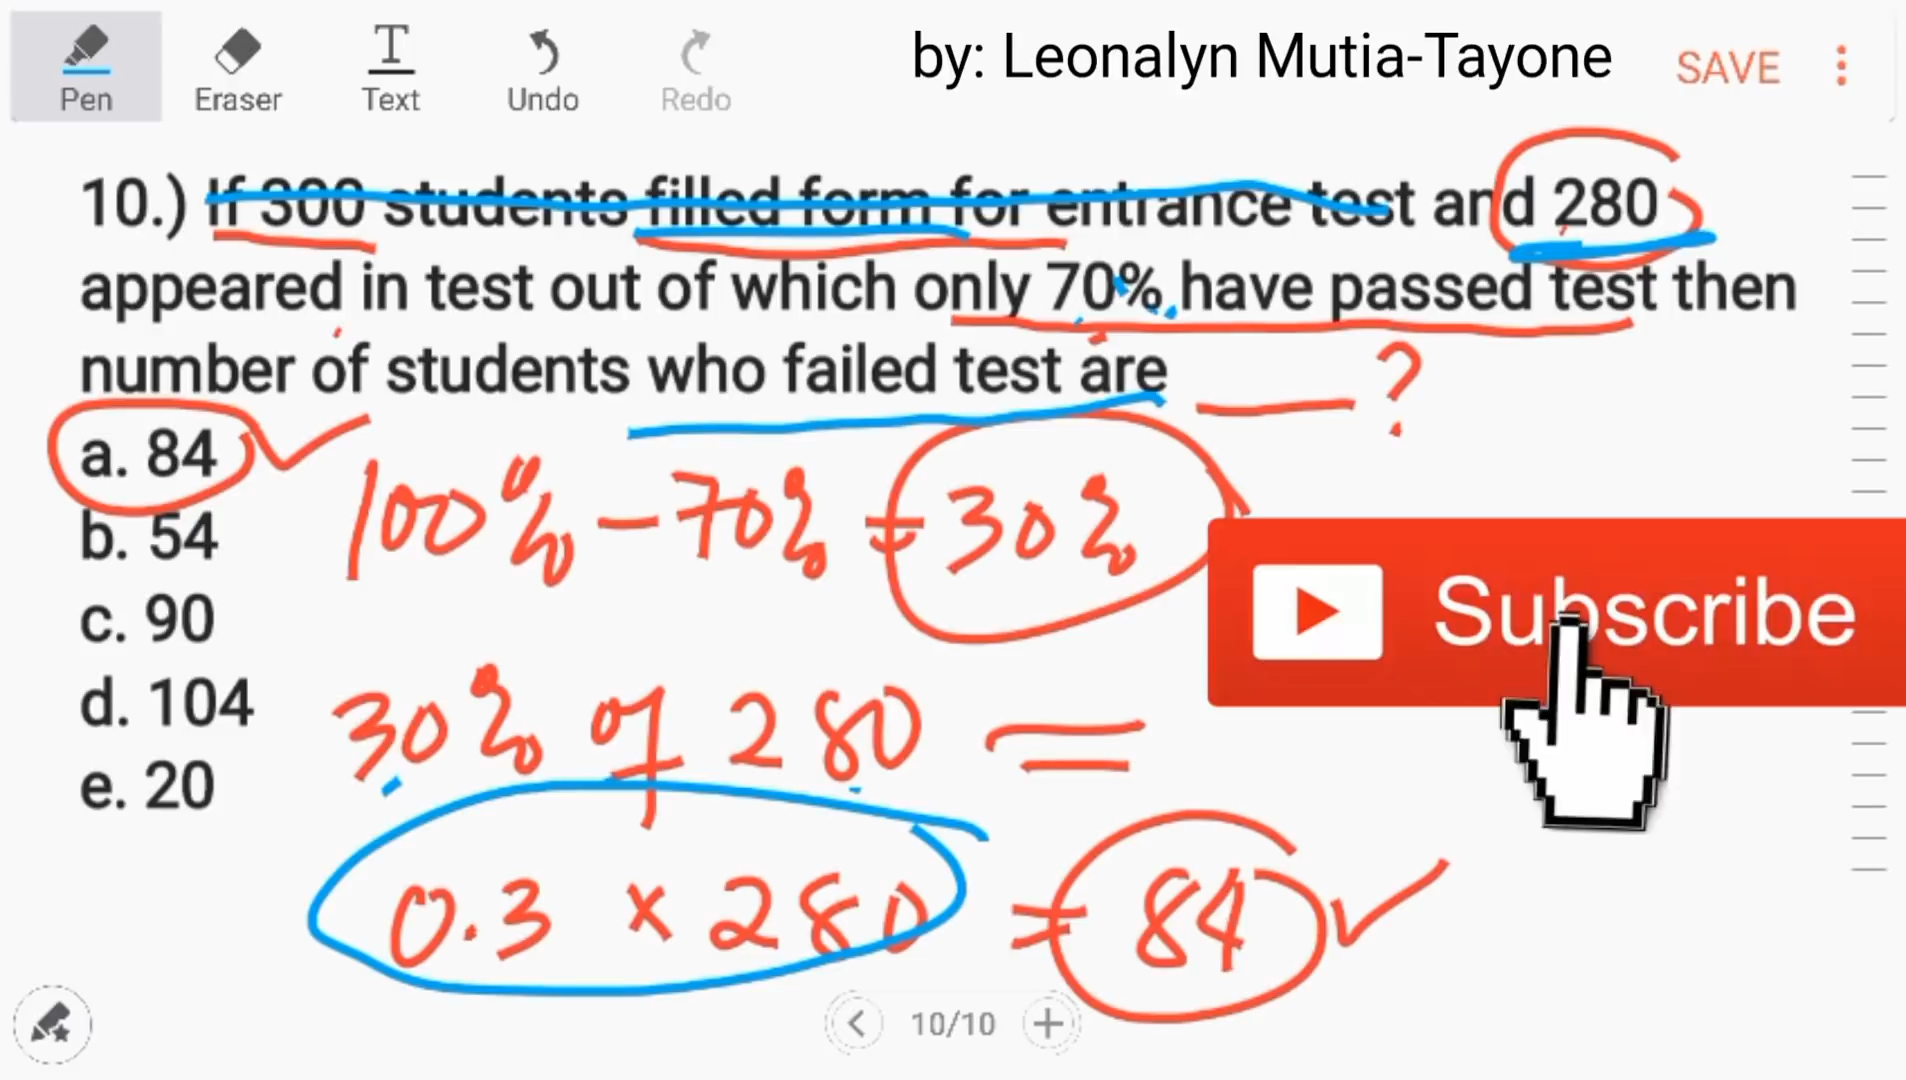 by: Leonalyn Mutia-Tayone
SAVE
Pen
Eraser
Text
Undo
Redo
10.) If 300 students filled form for entrance test and 280
appeared in test out of which only 70% have passed test then
number of students who failed test are ___?
a. 84
b. 54
c. 90
d. 104
e. 20
100% - 70% = 30%
30% of 280 =
0.3 x 280 = 84
Subscribe
10/10